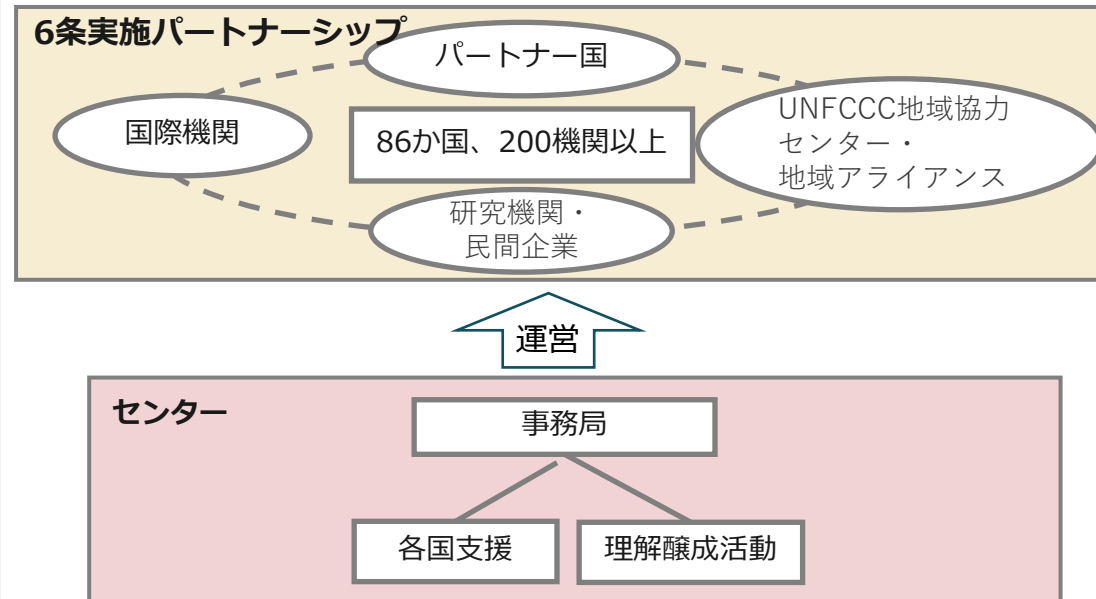 6条実施パートナーシップ
パートナー国
国際機関
86か国、200機関以上
UNFCCC地域協力
センター・
地域アライアンス
研究機関・
民間企業
運営
センター
事務局
各国支援
理解醸成活動